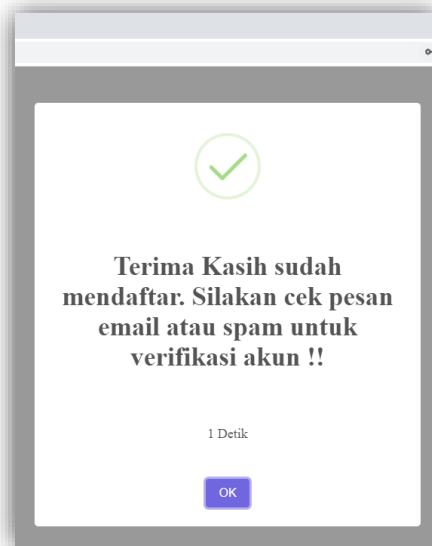 Terima Kasih sudah
mendaftar. Silakan cek pesan
email atau spam untuk
verifikasi akun !!
1 Detik
OK